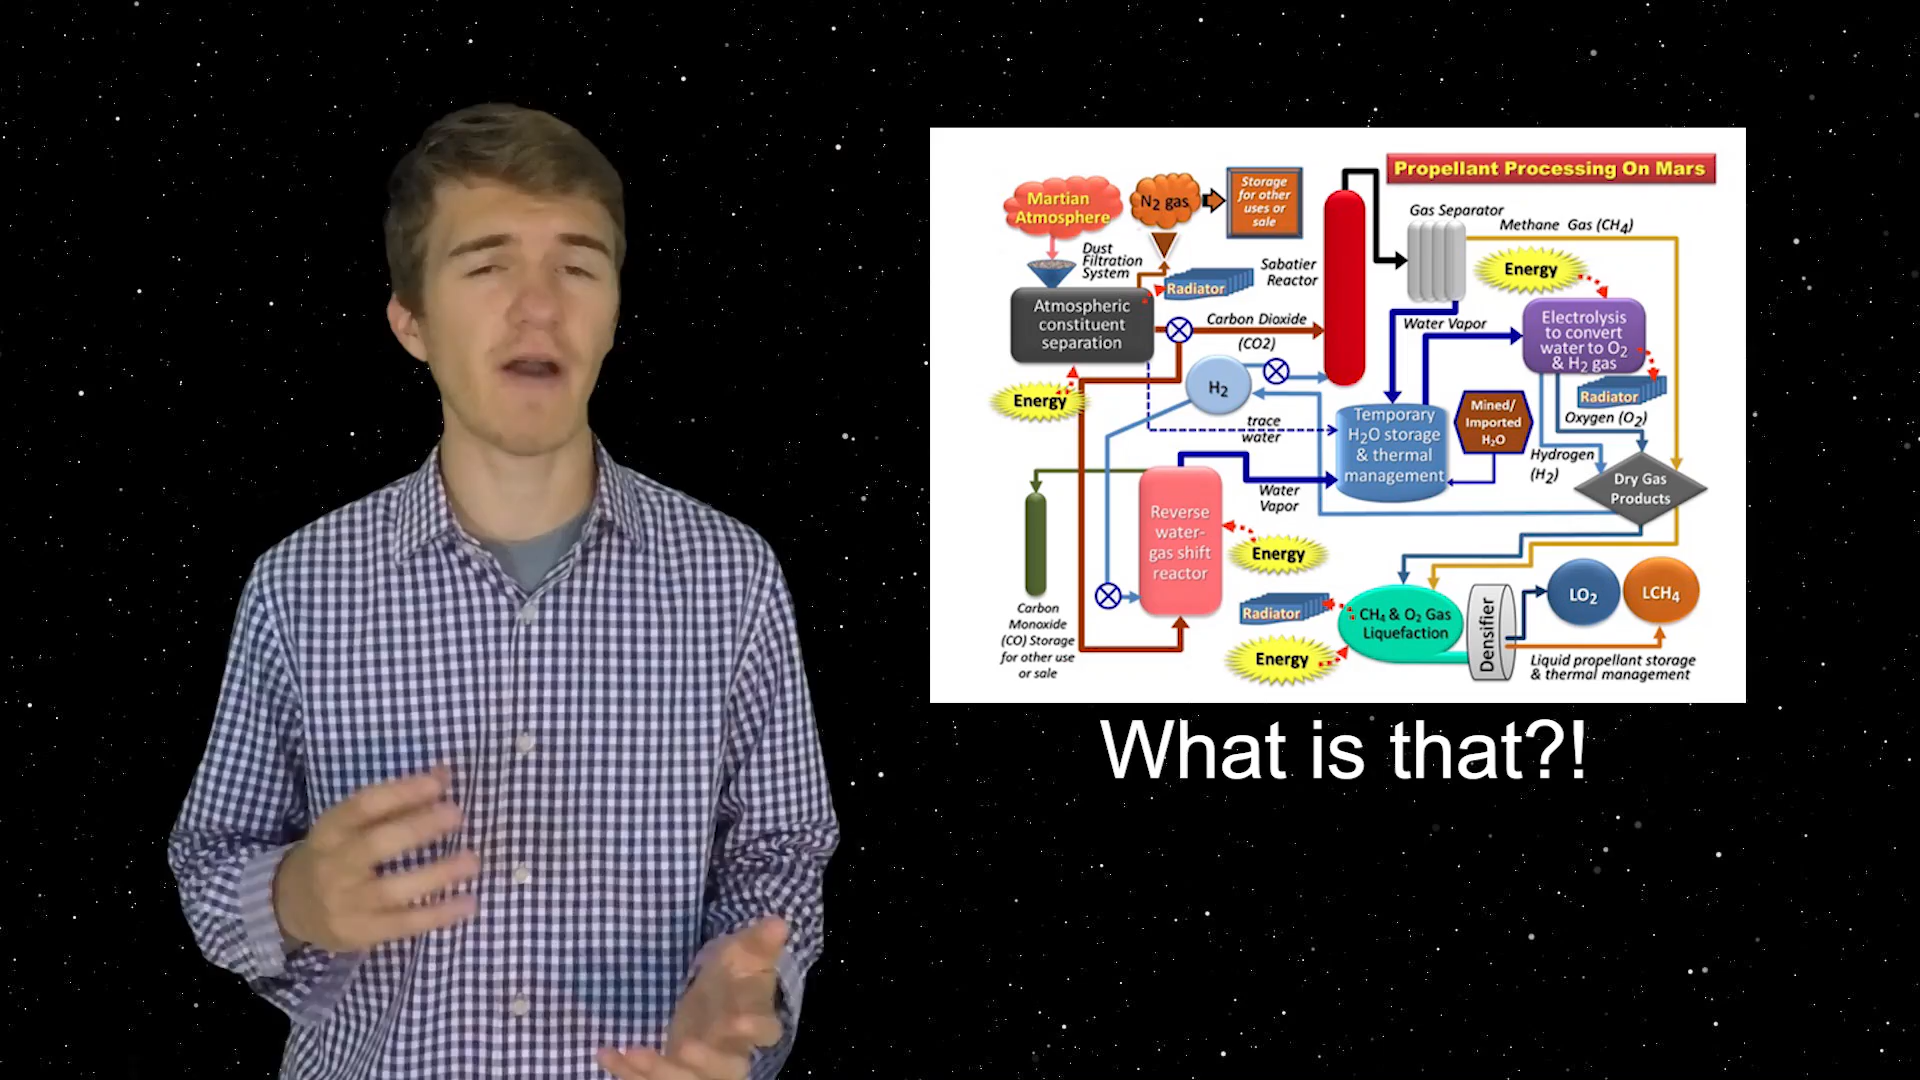 Propellant Processing On Mars
Martian
Atmosphere
N2 gas
Storage
for other
uses or
sale
Gas Separator
Methane Gas (CH4)
Dust
Filtration
System
Radiator
Sabatier
Reactor
Energy
Atmospheric
constituent
separation
Carbon Dioxide
(CO2)
Water Vapor
Electrolysis
to convert
water to O2
& H2 gas
Energy
H2
Radiator
Oxygen (O2)
Temporary
H2O storage
& thermal
management
Mined/
Imported
H2O
trace
water
Hydrogen
(H2)
Dry Gas
Products
Water
Vapor
Reverse
water-
gas shift
reactor
Energy
Carbon
Monoxide
(CO) Storage
for other use
or sale
Radiator
Energy
CH4 & O2 Gas
Liquefaction
Densifier
LO2
LCH4
Liquid propellant storage
& thermal management
What is that?!